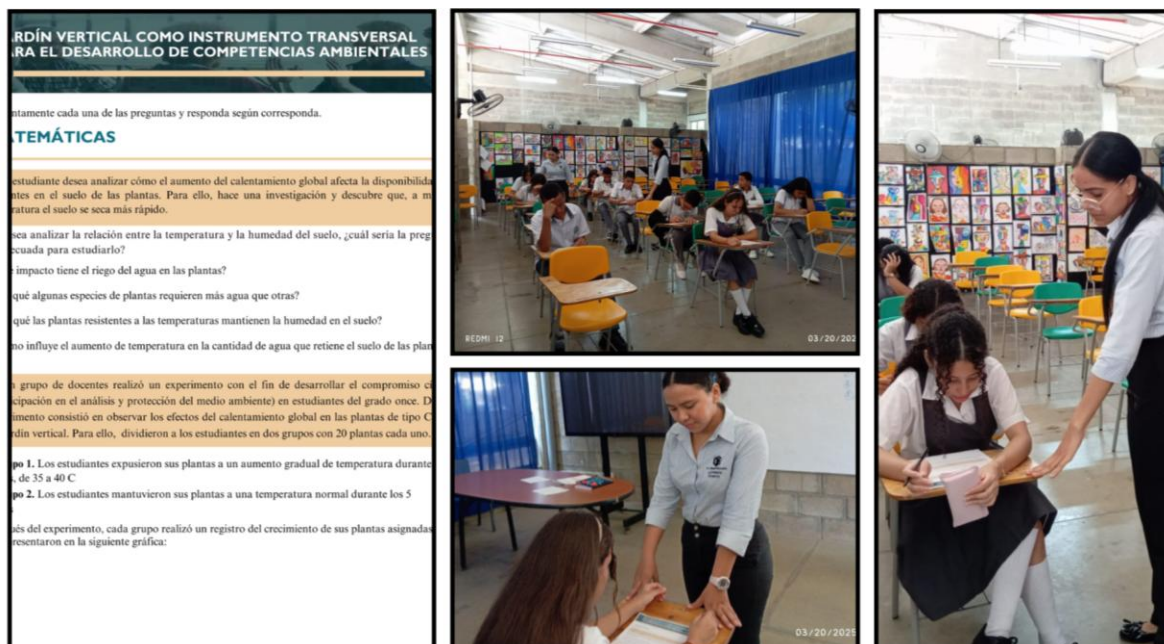 RDÍN VERTICAL COMO INSTRUMENTO TRANSVERSAL
RA EL DESARROLLO DE COMPETENCIAS AMBIENTALES
ntamente cada una de las preguntas y responda según corresponda.
TEMÁTICAS
estudiante desea analizar cómo el aumento del calentamiento global afecta la disponibilida
ntes en el suelo de las plantas. Para ello, hace una investigación y descubre que, a m
ratura el suelo se seca más rápido.
sea analizar la relación entre la temperatura y la humedad del suelo, ¿cuál sería la preg
ecuada para estudiarlo?
impacto tiene el riego del agua en las plantas?
qué algunas especies de plantas requieren más agua que otras?
qué las plantas resistentes a las temperaturas mantienen la humedad en el suelo?
no influye el aumento de temperatura en la cantidad de agua que retiene el suelo de las plan
grupo de docentes realizó un experimento con el fin de desarrollar el compromiso ci
cipación en el análisis y protección del medio ambiente) en estudiantes del grado once. D
imento consistió en observar los efectos del calentamiento global en las plantas de tipo C
rdín vertical. Para ello, dividieron a los estudiantes en dos grupos con 20 plantas cada uno.
po 1. Los estudiantes expusieron sus plantas a un aumento gradual de temperatura durante
, de 35 a 40 C
po 2. Los estudiantes mantuvieron sus plantas a una temperatura normal durante los 5
ués del experimento, cada grupo realizó un registro del crecimiento de sus plantas asignadas
resentaron en la siguiente gráfica:
REDMI 12
03/20/202
03/20/2025